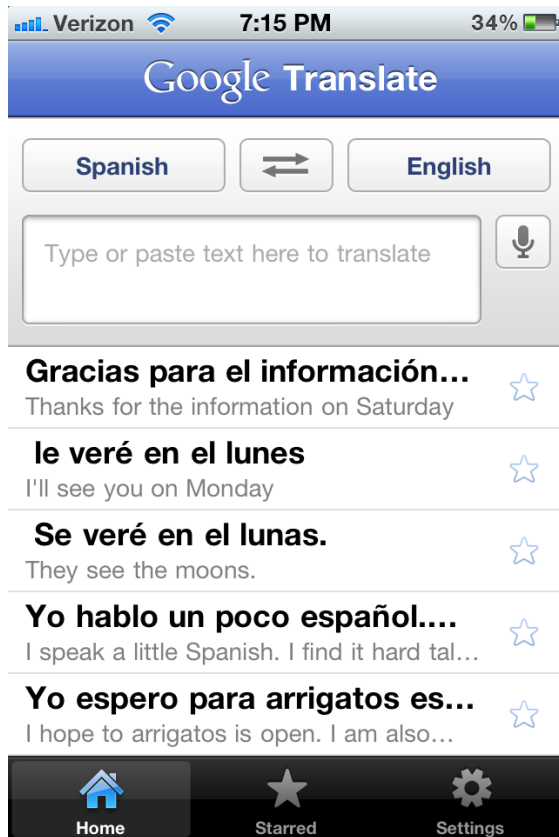 Verizon 7:15 PM 34%
Google Translate
Spanish English
Type or paste text here to translate
Gracias para el información...
Thanks for the information on Saturday
le veré en el lunes
I'll see you on Monday
Se veré en el lunas.
They see the moons.
Yo hablo un poco español....
I speak a little Spanish. I find it hard tal...
Yo espero para arrigatos es...
I hope to arrigatos is open. I am also...
Home Starred Settings